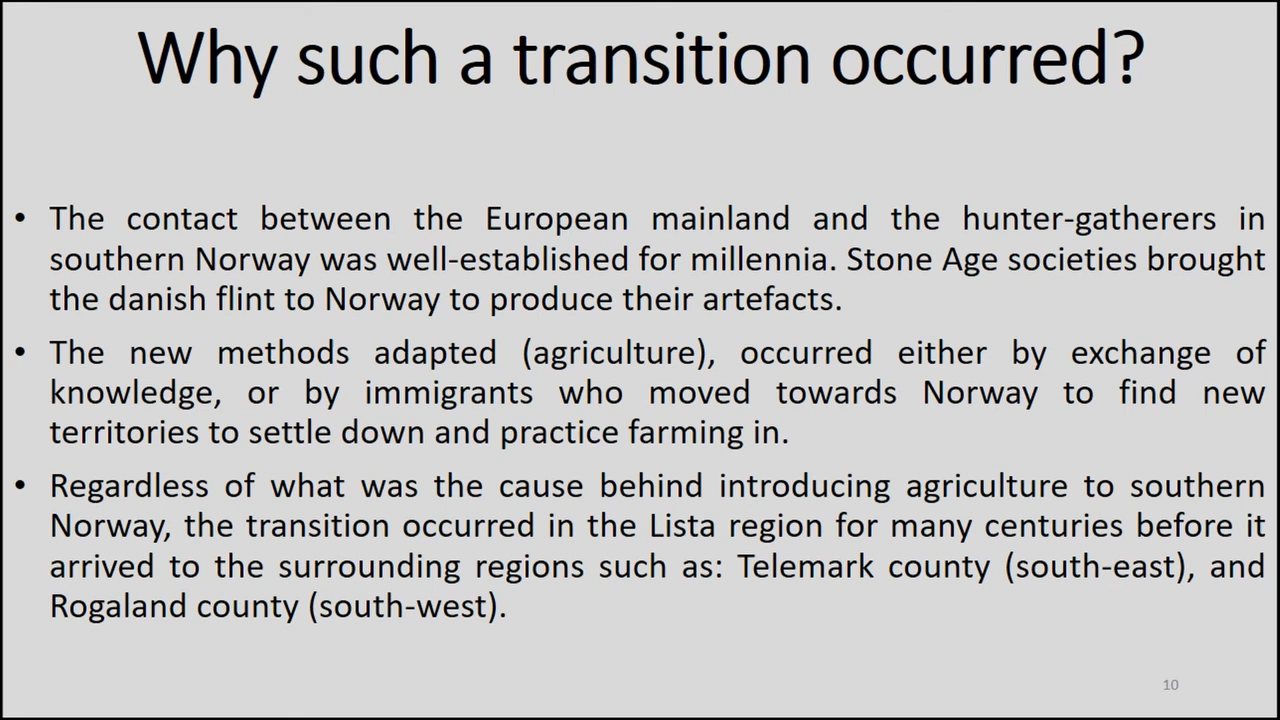 Why such a transition occurred?
• The contact between the European mainland and the hunter-gatherers in
southern Norway was well-established for millennia. Stone Age societies brought
the danish flint to Norway to produce their artefacts.
• The new methods adapted (agriculture), occurred either by exchange of
knowledge, or by immigrants who moved towards Norway to find new
territories to settle down and practice farming in.
• Regardless of what was the cause behind introducing agriculture to southern
Norway, the transition occurred in the Lista region for many centuries before it
arrived to the surrounding regions such as: Telemark county (south-east), and
Rogaland county (south-west).
10